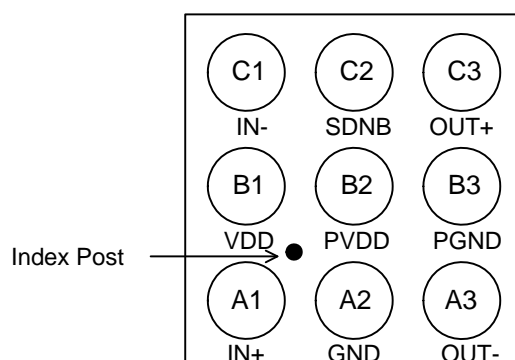 C1 C2 C3
IN- SDNB OUT+
B1 B2 B3
VDD PVDD PGND
Index Post
A1 A2 A3
IN+ GND OUT-